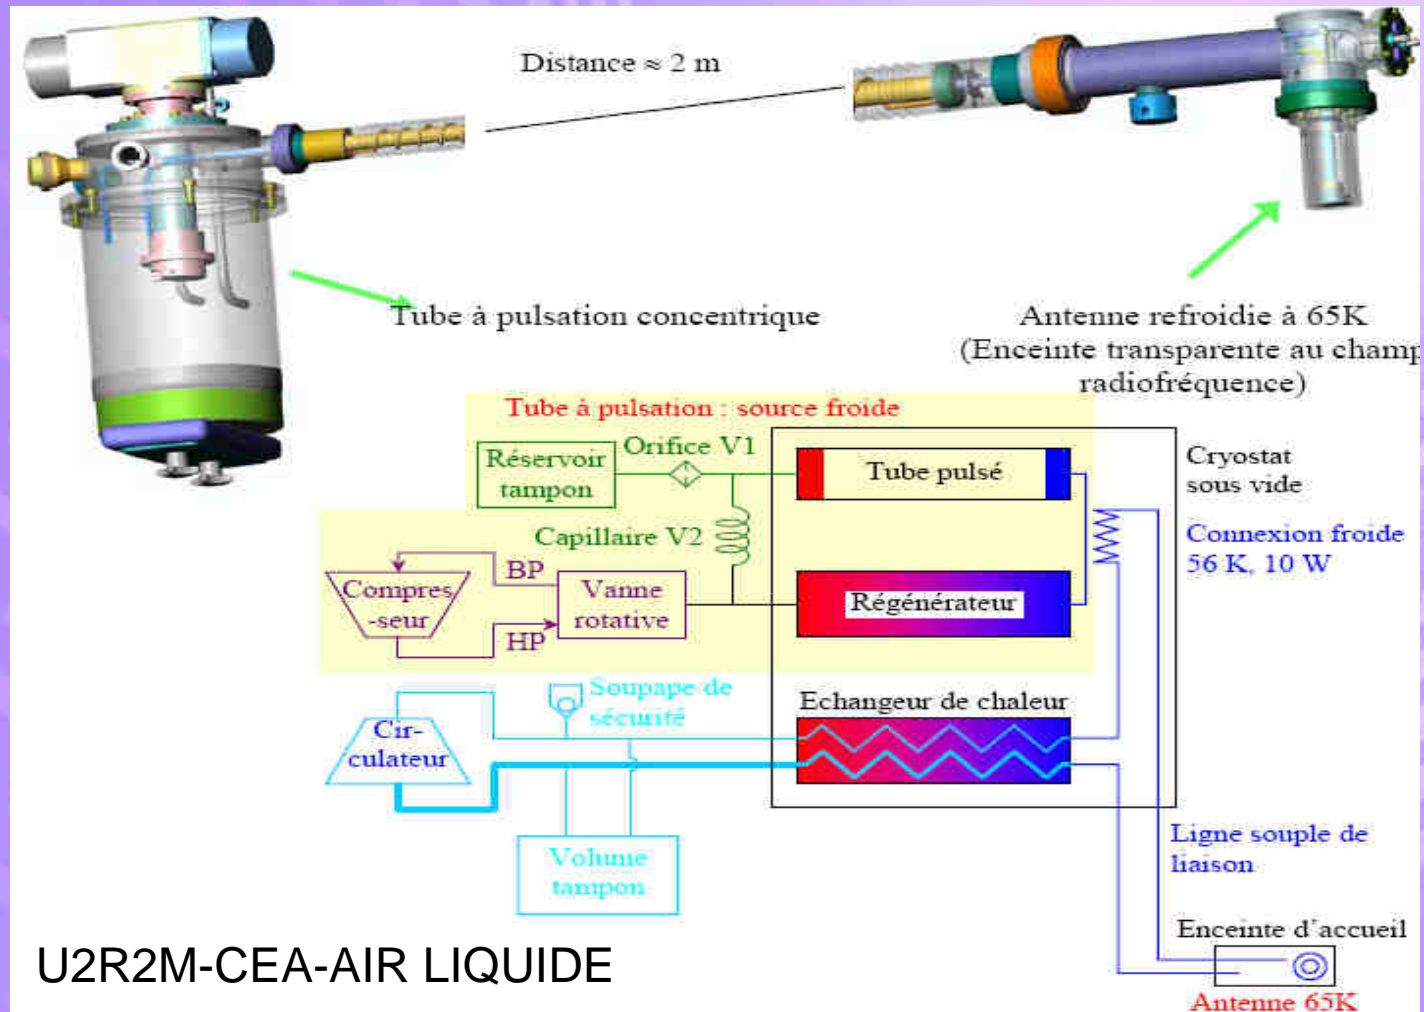 Distance ≈ 2 m
Tube à pulsation concentrique
Antenne refroidie à 65K
(Enceinte transparente au champ
radiofréquence)
Tube à pulsation : source froide
Réservoir
tampon
Orifice V1
Tube pulsé
Cryostat
sous vide
Capillaire V2
Connexion froide
56 K, 10 W
Compres
-seur
BP
HP
Vanne
rotative
Régénérateur
Soupape de
sécurité
Echangeur de chaleur
Cir-
culateur
Volume
tampon
Ligne souple de
liaison
Enceinte d'accueil
Antenne 65K
U2R2M-CEA-AIR LIQUIDE